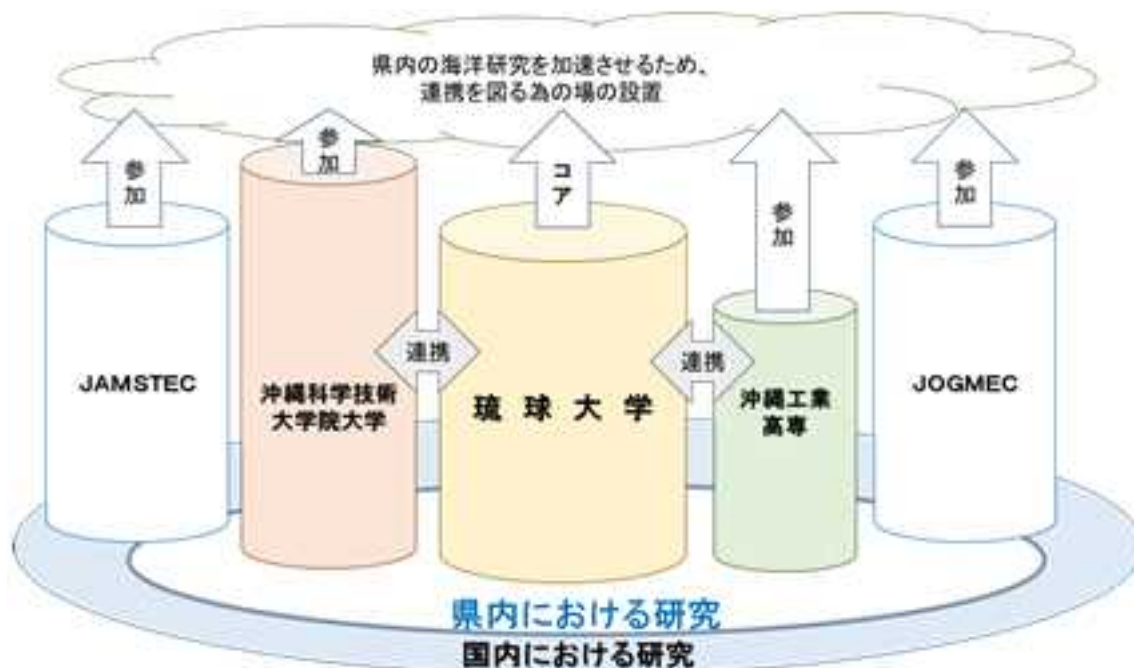 県内の海洋研究を加速させるため、
連携を図る為の場の設置
参加
参加
コア
参加
参加
連携
連携
JAMSTEC
沖縄科学技術
大学院大学
琉球大学
沖縄工業
高専
JOGMEC
県内における研究
国内における研究